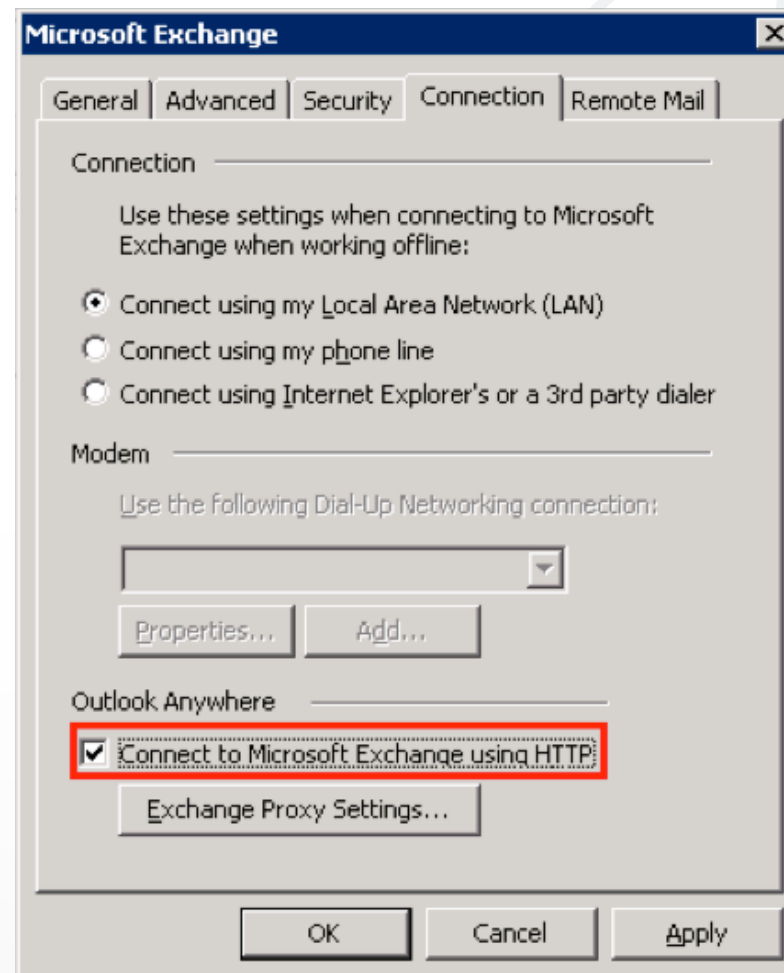 Microsoft Exchange
General
Advanced
Security
Connection
Remote Mail
Connection
Use these settings when connecting to Microsoft
Exchange when working offline:
Connect using my Local Area Network (LAN)
Connect using my phone line
Connect using Internet Explorer's or a 3rd party dialer
Modem
Use the following Dial-Up Networking connection:
Properties...
Add...
Outlook Anywhere
Connect to Microsoft Exchange using HTTP
Exchange Proxy Settings...
OK
Cancel
Apply